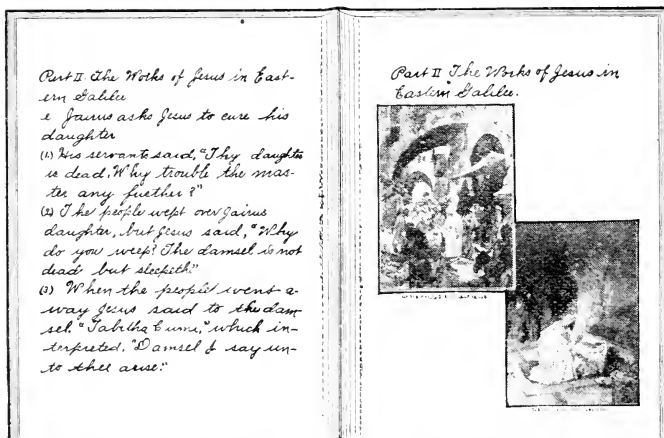 Part II. The Works of Jesus in East-
ern Galilee
e Jairus asks Jesus to cure his
daughter
(1.) His servants said, "Thy daughter
is dead. Why trouble the mas-
ter any further?"
(2) The people wept over Jairus
daughter, but Jesus said, "Why
do you weep? The damsel is not
dead but sleepeth."
(3) When the people went a-
way Jesus said to the dam-
sel "Tabitha Cumi," which in-
terpreted, "Damsel I say un-
to thee arise."
Part II The Works of Jesus in
Eastern Galilee.